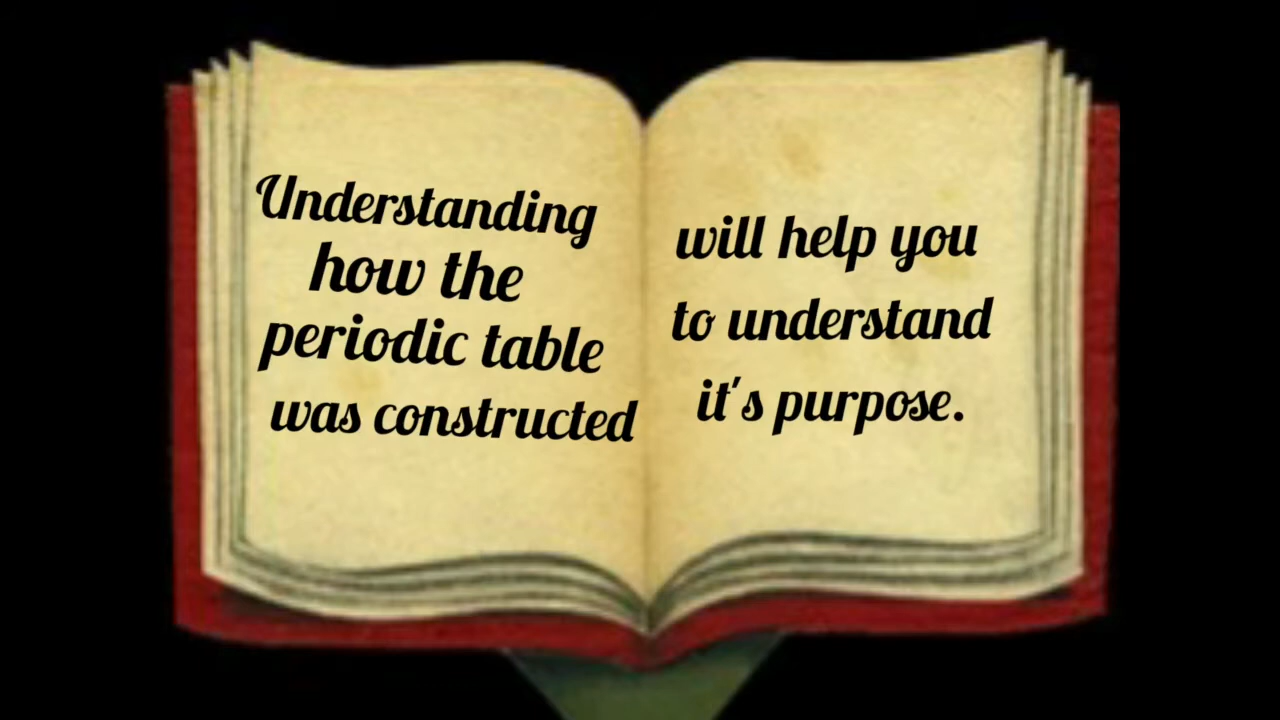 Understanding
how the
periodic table
was constructed
will help you
to understand
it's purpose.